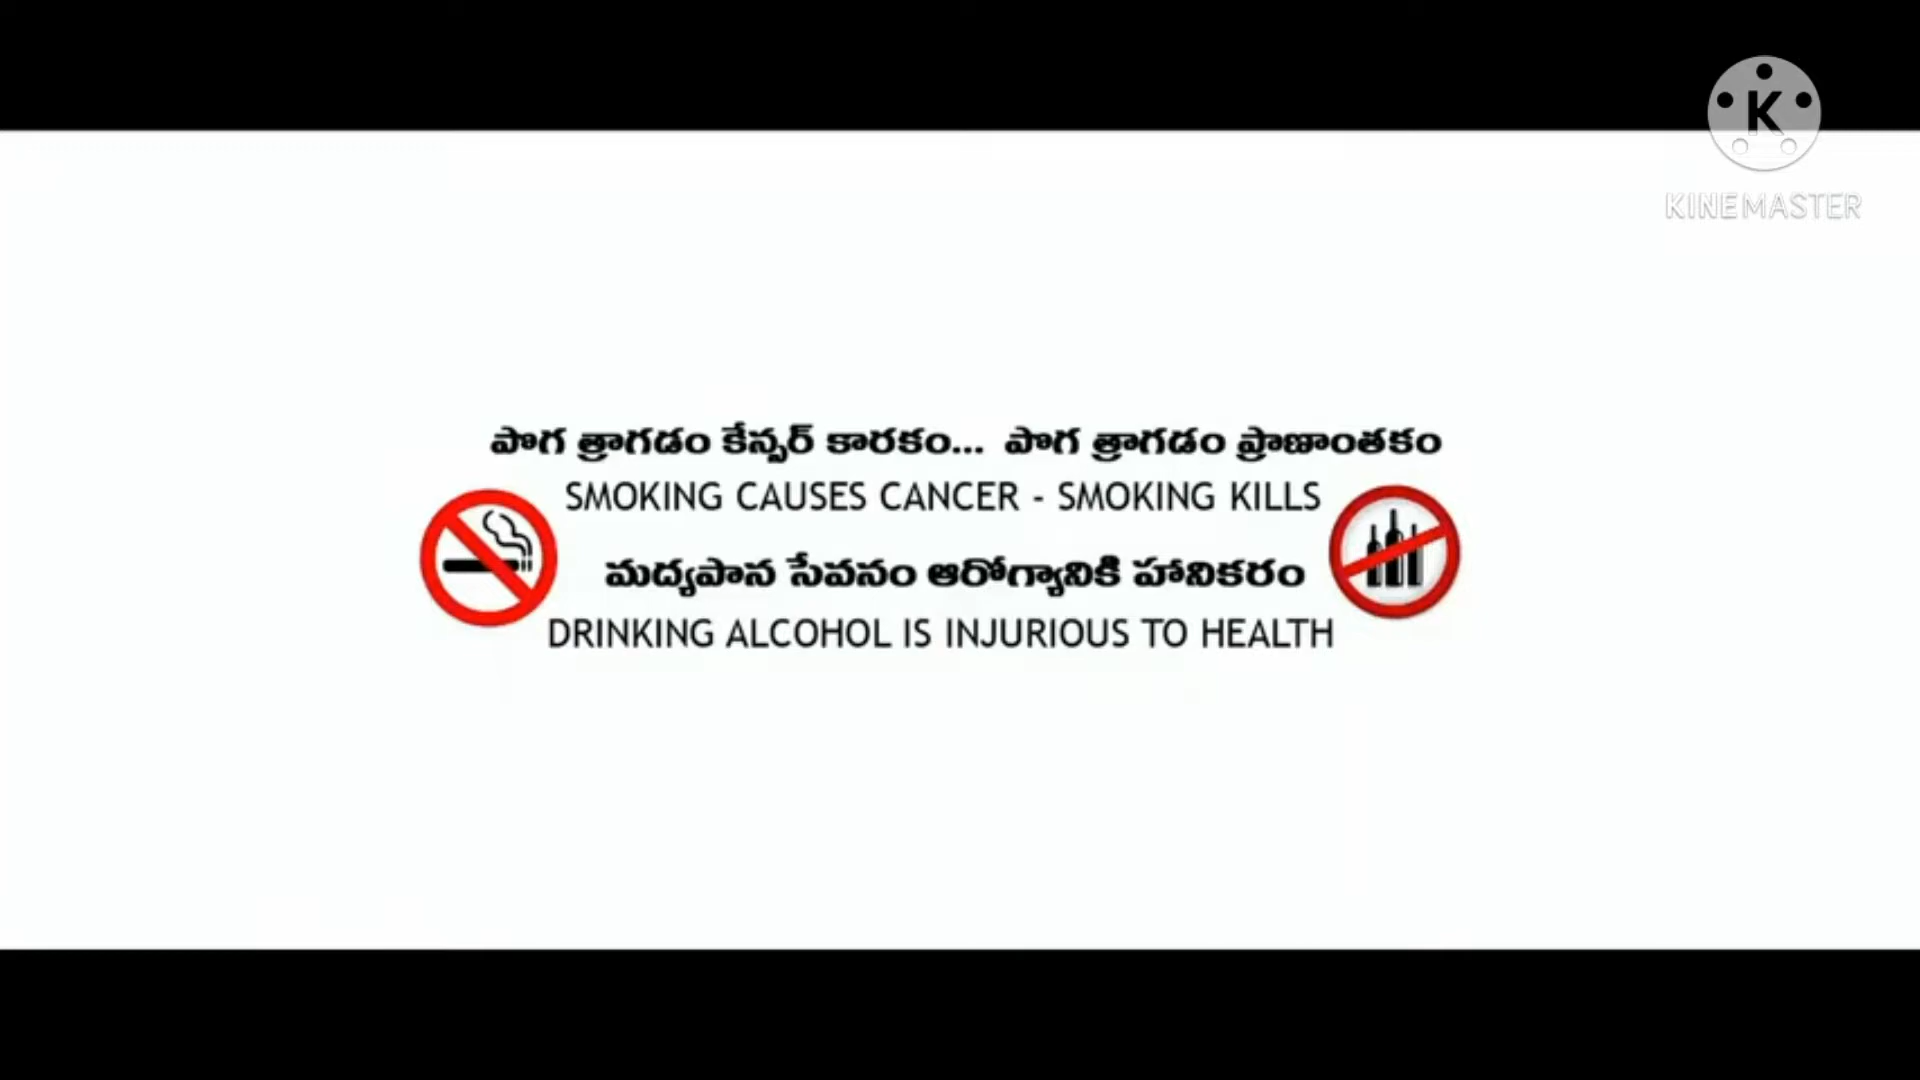 K
KINEMASTER
పొగ త్రాగడం కేన్సర్ కారకం... పొగ త్రాగడం ప్రాణాంతకం
SMOKING CAUSES CANCER - SMOKING KILLS
మద్యపాన సేవనం ఆరోగ్యానికి హానికరం
DRINKING ALCOHOL IS INJURIOUS TO HEALTH